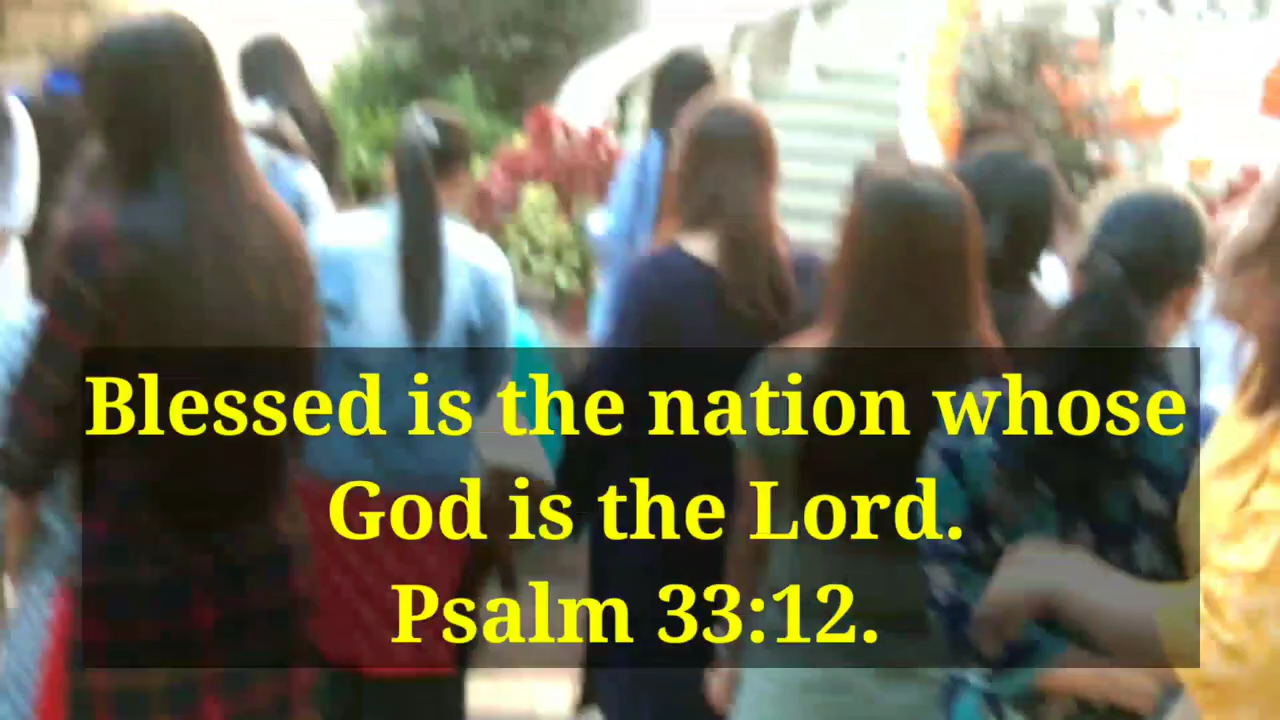 Blessed is the nation whose
God is the Lord.
Psalm 33:12.